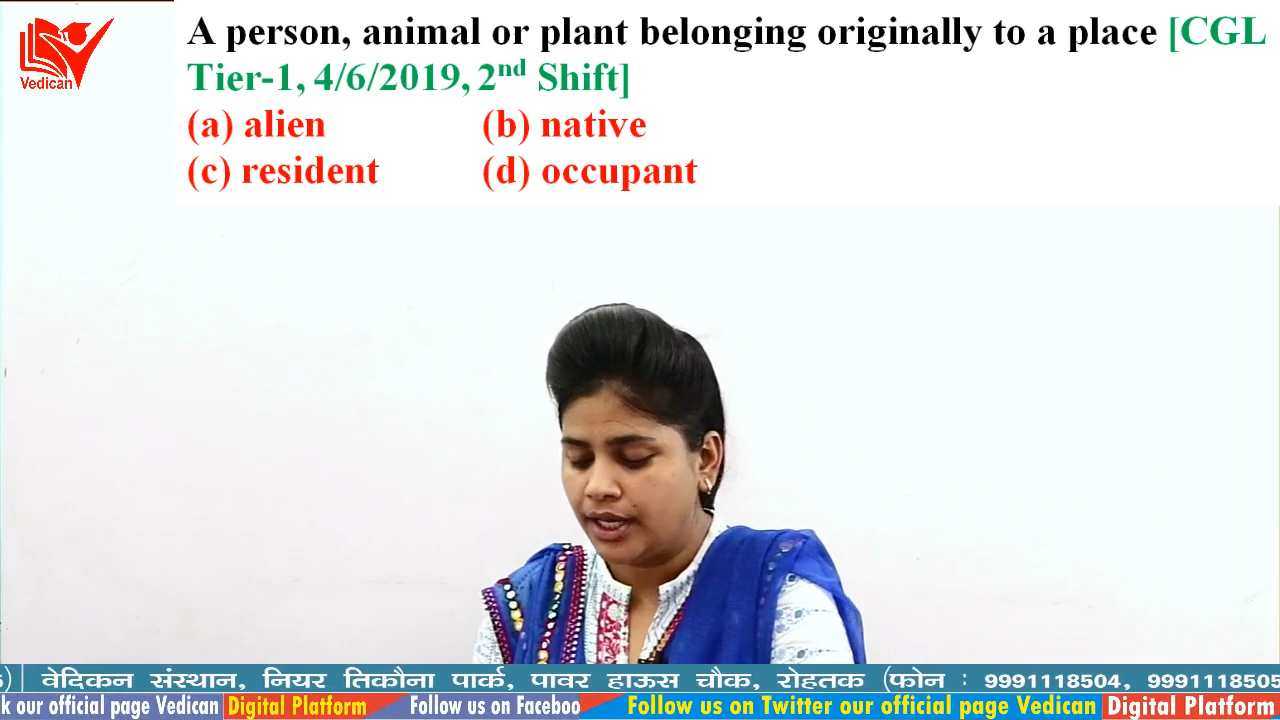 Vedican
A person, animal or plant belonging originally to a place [CGL
Tier-1, 4/6/2019, 2nd Shift]
(a) alien (b) native
(c) resident (d) occupant
वेदिकन संस्थान, नियर तिकौना पार्क, पावर हाऊस चौक, रोहतक (फोन : 9991118504, 9991118505
k our official page Vedican Digital Platform Follow us on Faceboo Follow us on Twitter our official page Vedican Digital Platform